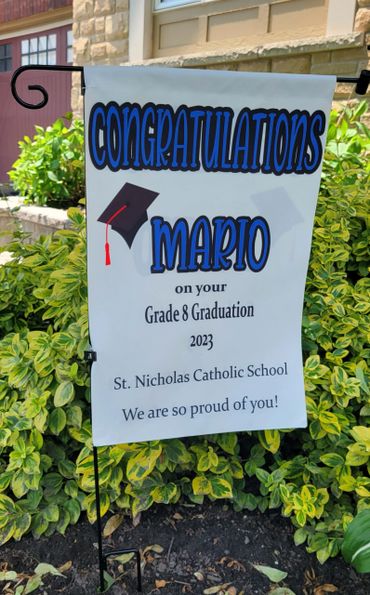 CONGRATULATIONS
MARIO
on your
Grade 8 Graduation
2023
St. Nicholas Catholic School
We are so proud of you!